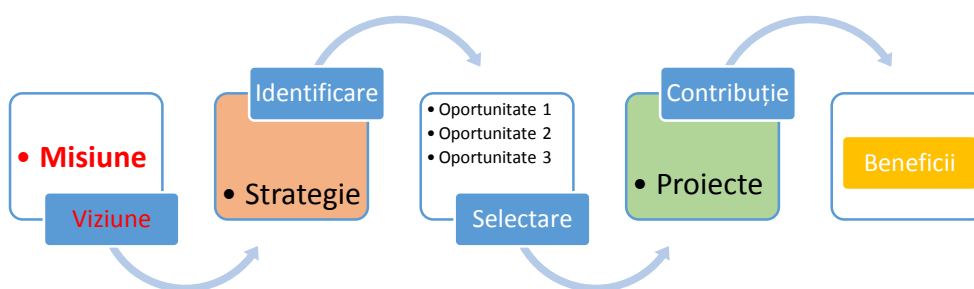 • Misiune
Viziune
Identificare
• Strategie
• Oportunitate 1
• Oportunitate 2
• Oportunitate 3
Selectare
Contribuție
• Proiecte
Beneficii